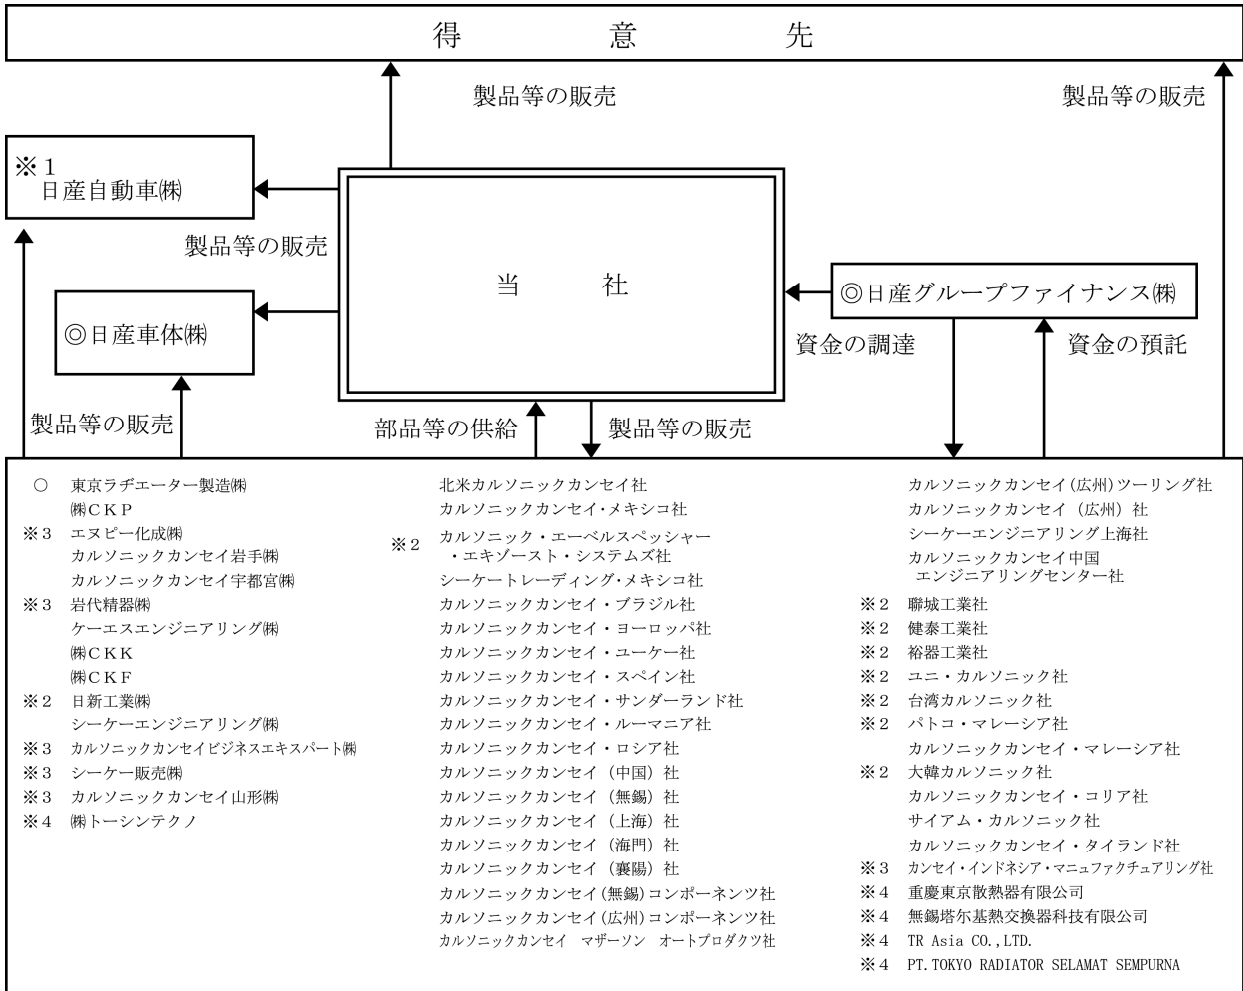 得　意　先
製品等の販売
製品等の販売
※１
日産自動車㈱
製品等の販売
当　社
◎日産グループファイナンス㈱
◎日産車体㈱
資金の調達
資金の預託
製品等の販売
部品等の供給
製品等の販売
○ 東京ラヂエーター製造㈱
㈱ＣＫＰ
※３ エヌピー化成㈱
カルソニックカンセイ岩手㈱
カルソニックカンセイ宇都宮㈱
※３ 岩代精器㈱
ケーエスエンジニアリング㈱
㈱ＣＫＫ
㈱ＣＫＦ
※２ 日新工業㈱
シーケーエンジニアリング㈱
※３ カルソニックカンセイビジネスエキスパート㈱
※３ シーケー販売㈱
※３ カルソニックカンセイ山形㈱
※４ ㈱トーシンテクノ
北米カルソニックカンセイ社
カルソニックカンセイ・メキシコ社
※２ カルソニック・エーベルスペッシャー
・エキゾースト・システムズ社
シーケートレーディング・メキシコ社
カルソニックカンセイ・ブラジル社
カルソニックカンセイ・ヨーロッパ社
カルソニックカンセイ・ユーケー社
カルソニックカンセイ・スペイン社
カルソニックカンセイ・サンダーランド社
カルソニックカンセイ・ルーマニア社
カルソニックカンセイ・ロシア社
カルソニックカンセイ（中国）社
カルソニックカンセイ（無錫）社
カルソニックカンセイ（上海）社
カルソニックカンセイ（海門）社
カルソニックカンセイ（襄陽）社
カルソニックカンセイ(無錫)コンポーネンツ社
カルソニックカンセイ(広州)コンポーネンツ社
カルソニックカンセイ　マザーソン　オートプロダクツ社
カルソニックカンセイ(広州)ツーリング社
カルソニックカンセイ（広州）社
シーケーエンジニアリング上海社
カルソニックカンセイ中国
エンジニアリングセンター社
※２ 聯城工業社
※２ 健泰工業社
※２ 裕器工業社
※２ ユニ・カルソニック社
※２ 台湾カルソニック社
※２ パトコ・マレーシア社
カルソニックカンセイ・マレーシア社
※２ 大韓カルソニック社
カルソニックカンセイ・コリア社
サイアム・カルソニック社
カルソニックカンセイ・タイランド社
※３ カンセイ・インドネシア・マニュファクチュアリング社
※４ 重慶東京散熱器有限公司
※４ 無錫塔尓基熱交換器科技有限公司
※４ TR Asia CO.,LTD.
※４ PT.TOKYO RADIATOR SELAMAT SEMPURNA